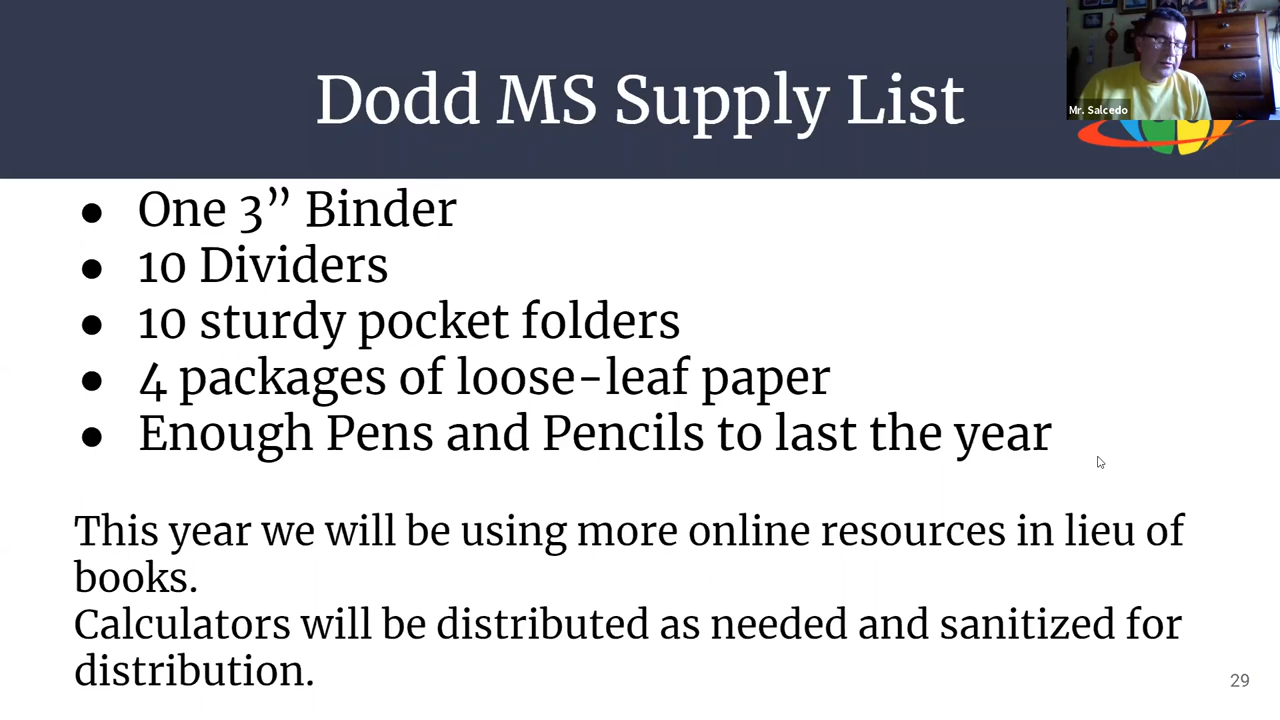 Dodd MS Supply List
Mr. Salcedo
● One 3” Binder
● 10 Dividers
● 10 sturdy pocket folders
● 4 packages of loose-leaf paper
● Enough Pens and Pencils to last the year
This year we will be using more online resources in lieu of
books.
Calculators will be distributed as needed and sanitized for
distribution.
29